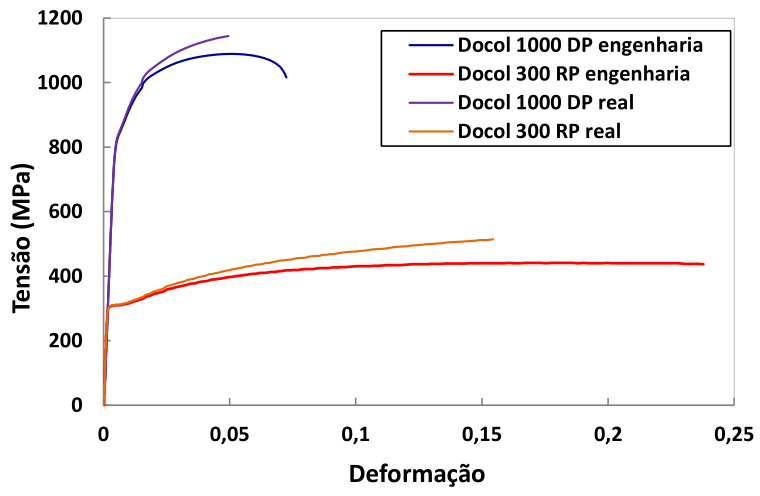 1200
1000
800
600
400
200
0
Tensão (MPa)
Docol 1000 DP engenharia
Docol 300 RP engenharia
Docol 1000 DP real
Docol 300 RP real
0 0,05 0,1 0,15 0,2 0,25
Deformação